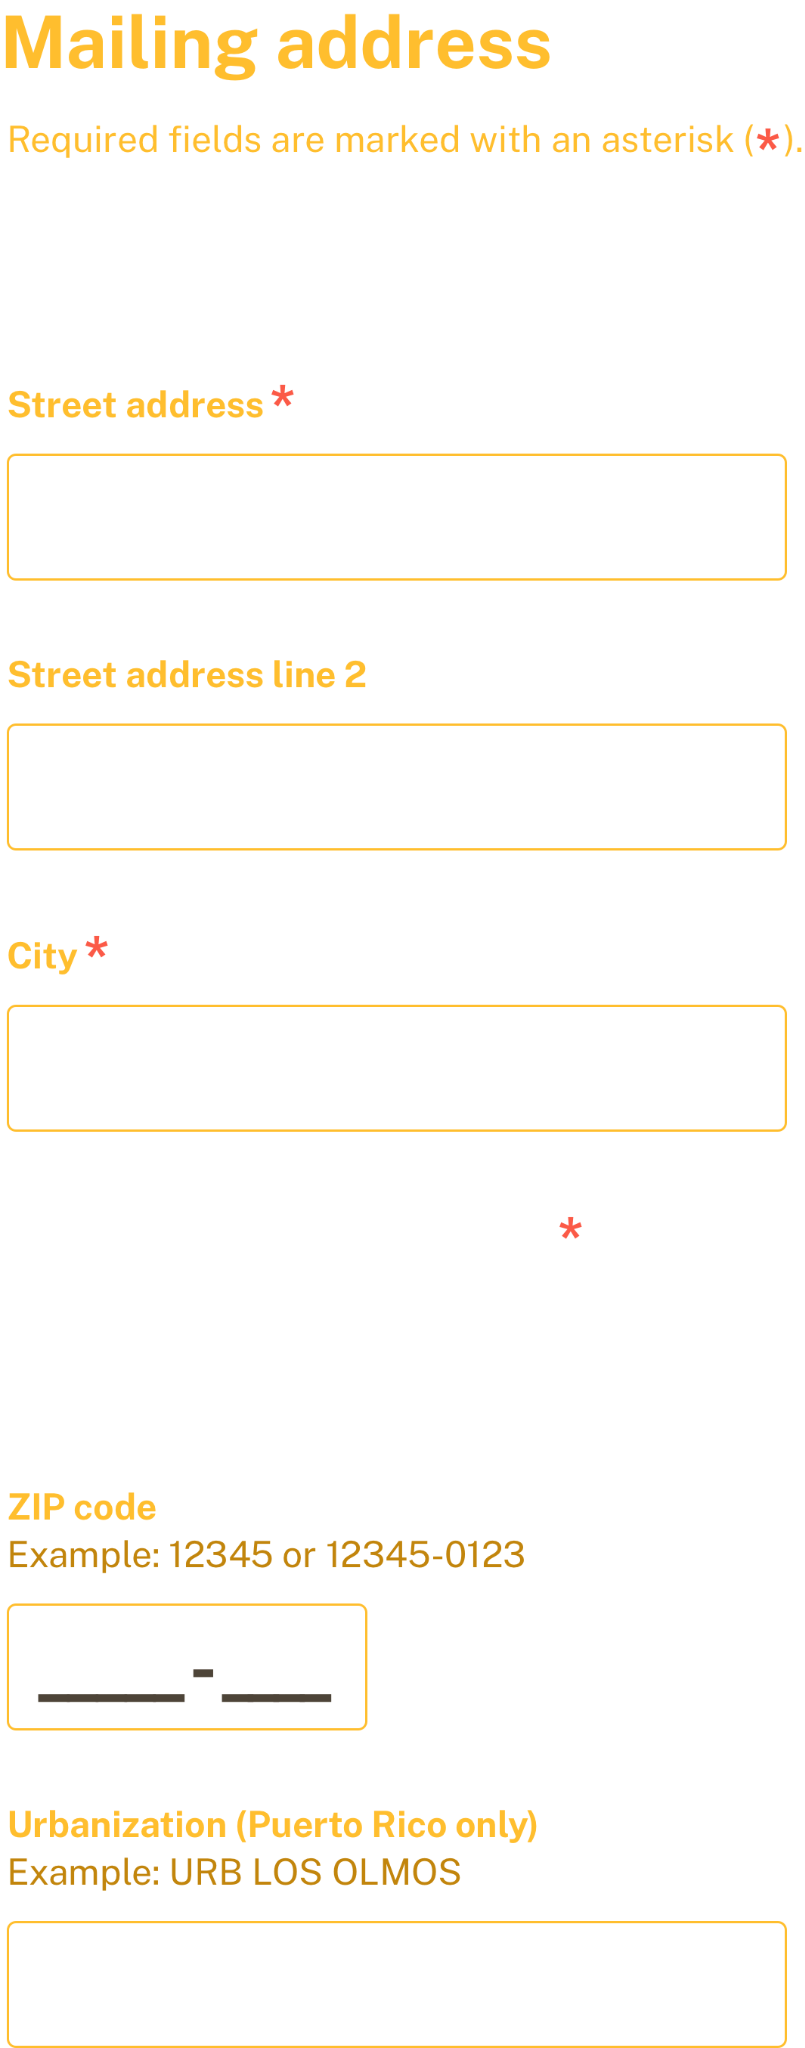 Mailing address
Required fields are marked with an asterisk (*).
Street address *
Street address line 2
City *
*
ZIP code
Example: 12345 or 12345-0123
_____-____
Urbanization (Puerto Rico only)
Example: URB LOS OLMOS